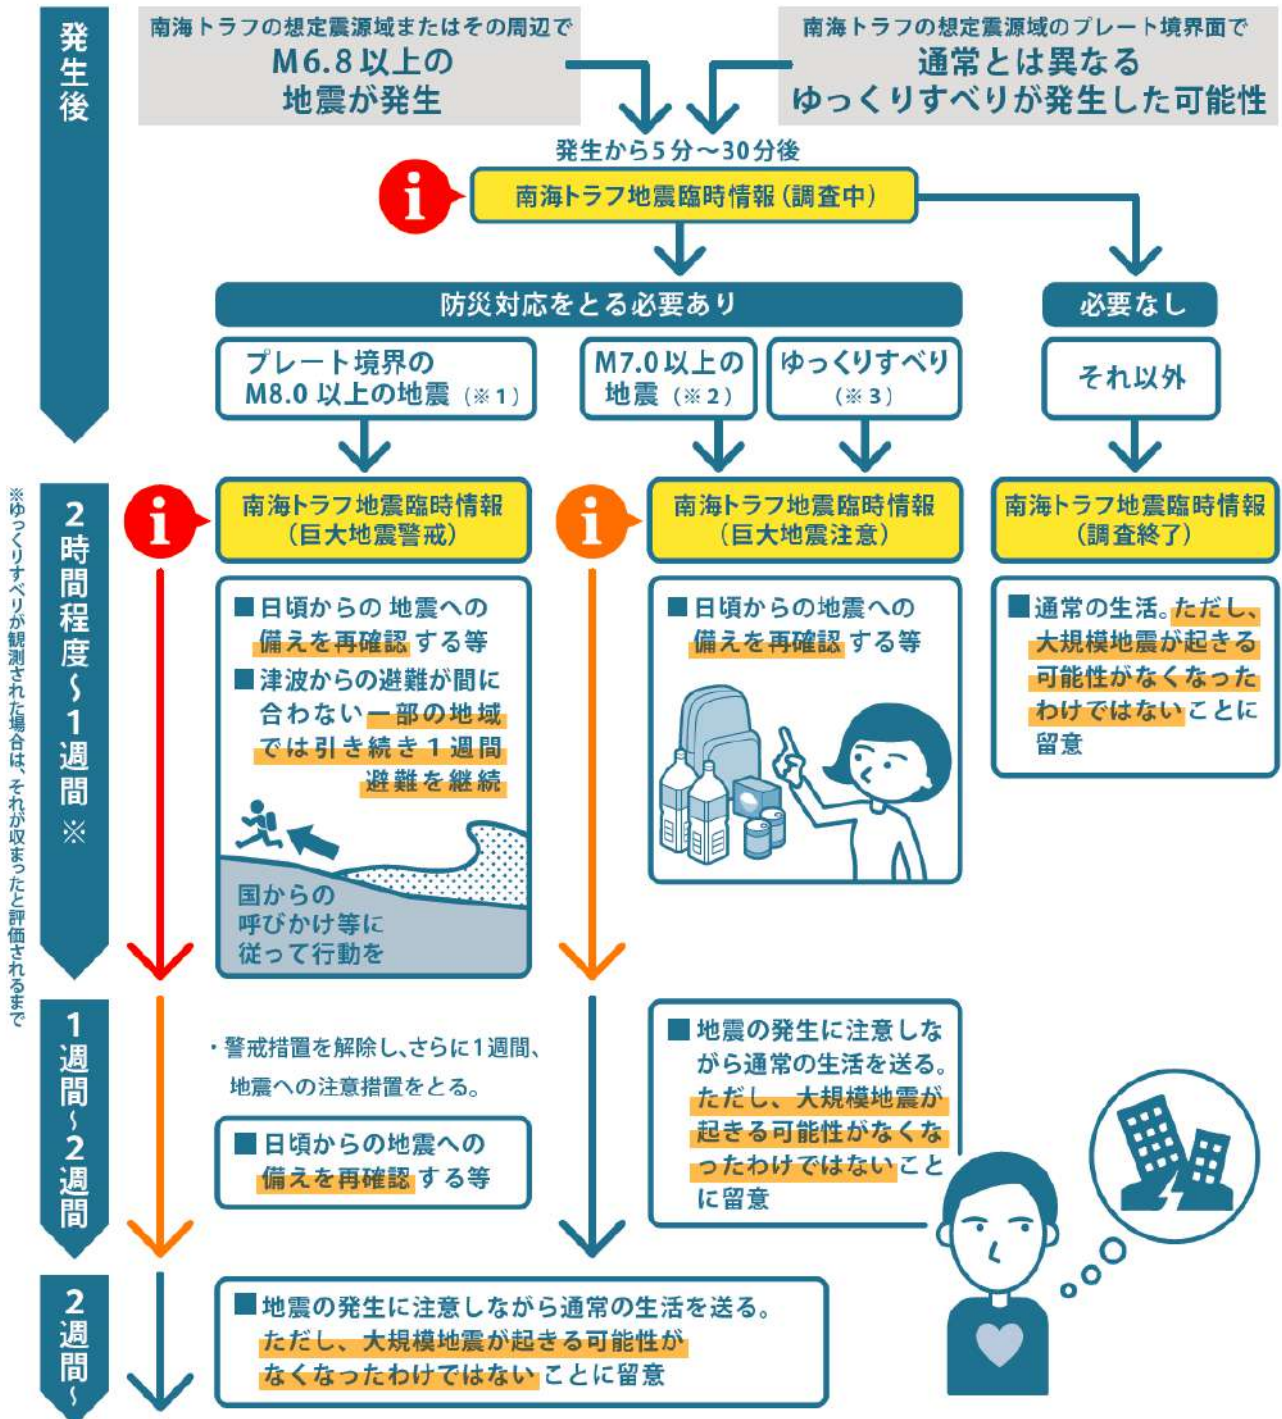 発生後
南海トラフの想定震源域またはその周辺で
M6.8以上の
地震が発生
南海トラフの想定震源域のプレート境界面で
通常とは異なる
ゆっくりすべりが発生した可能性
発生から5分～30分後
i
南海トラフ地震臨時情報(調査中)
防災対応をとる必要あり
必要なし
プレート境界の
M8.0 以上の地震 (※1)
M7.0以上の
地震 (※2)
ゆっくりすべり
(※3)
それ以外
2時間程度～1週間※
※ゆっくりすべりが観測された場合は、それが収まったと評価されるまで
i
南海トラフ地震臨時情報
(巨大地震警戒)
i
南海トラフ地震臨時情報
(巨大地震注意)
南海トラフ地震臨時情報
(調査終了)
■日頃からの 地震への
備えを再確認 する等
■津波からの避難が間に
合わない一部の地域
では引き続き1週間
避難を継続
国からの
呼びかけ等に
従って行動を
■日頃からの地震への
備えを再確認 する等
■通常の生活。ただし、
大規模地震が起きる
可能性がなくなった
わけではないことに
留意
1週間～2週間
・警戒措置を解除し、さらに1週間、
地震への注意措置をとる。
■日頃からの地震への
備えを再確認 する等
■地震の発生に注意しな
がら通常の生活を送る。
ただし、大規模地震が
起きる可能性がなくな
ったわけではないこと
に留意
2週間～
■地震の発生に注意しながら通常の生活を送る。
ただし、大規模地震が起きる可能性が
なくなったわけではない ことに留意